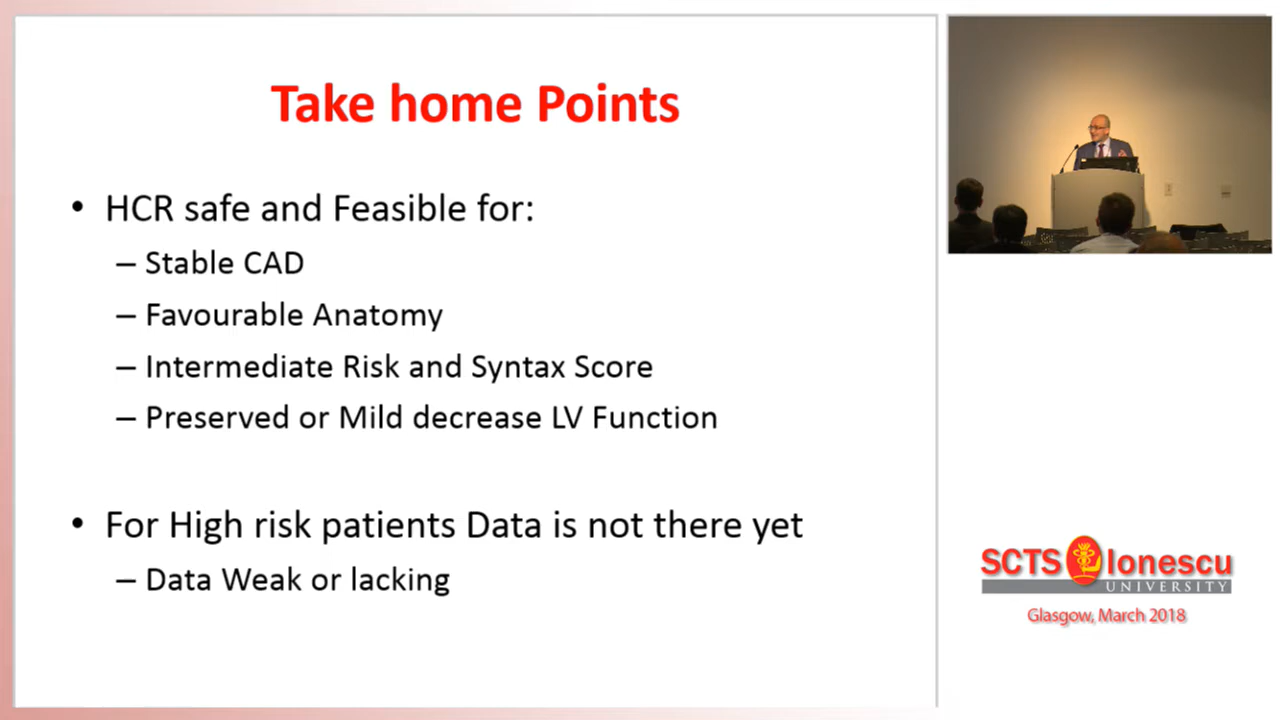 Take home Points
• HCR safe and Feasible for:
– Stable CAD
– Favourable Anatomy
– Intermediate Risk and Syntax Score
– Preserved or Mild decrease LV Function
• For High risk patients Data is not there yet
– Data Weak or lacking
SCTS Ionescu
UNIVERSITY
Glasgow, March 2018